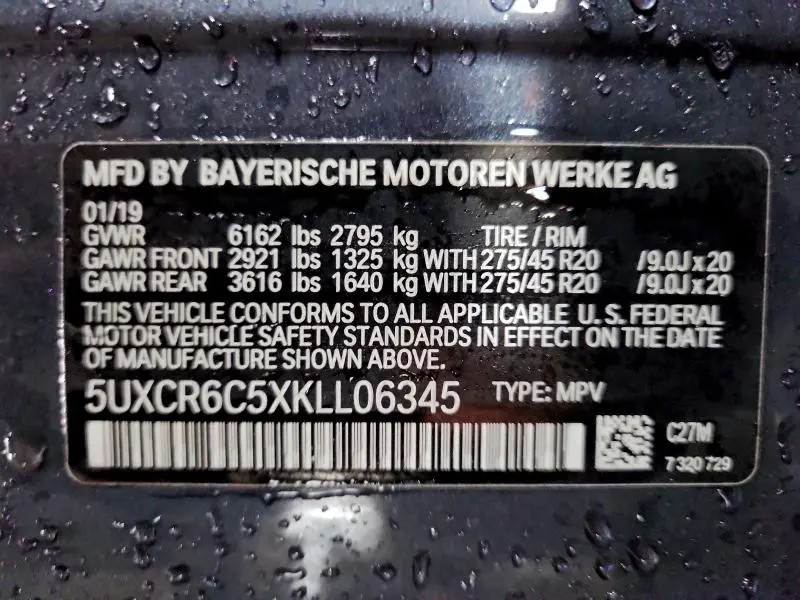 MFD BY BAYERISCHE MOTOREN WERKE AG
01/19
GVWR 6162 lbs 2795 kg TIRE / RIM
GAWR FRONT 2921 lbs 1325 kg WITH 275/45 R20 /9.0J x 20
GAWR REAR 3616 lbs 1640 kg WITH 275/45 R20 /9.0J x 20
THIS VEHICLE CONFORMS TO ALL APPLICABLE U. S. FEDERAL
MOTOR VEHICLE SAFETY STANDARDS IN EFFECT ON THE DATE
OF MANUFACTURE SHOWN ABOVE.
5UXCR6C5XKLL06345 TYPE: MPV
C27M
7 320 729